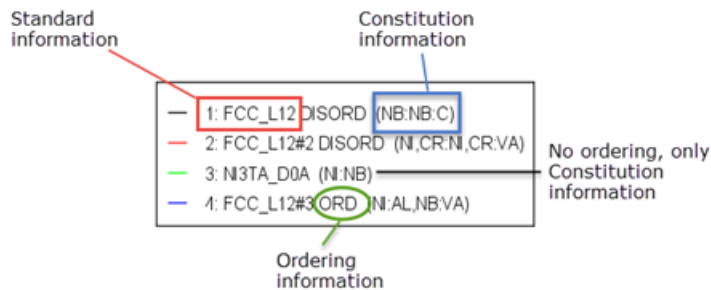 Standard
information
Constitution
information
1: FCC_L12 DISORD (NB:NB:C)
2: FCC_L12#2 DISORD (NI,CR:NI,CR:VA)
3: NI3TA_D0A (NI:NB)
4: FCC_L12#3 ORD (NI:AL,NB:VA)
No ordering, only
Constitution
information
Ordering
information